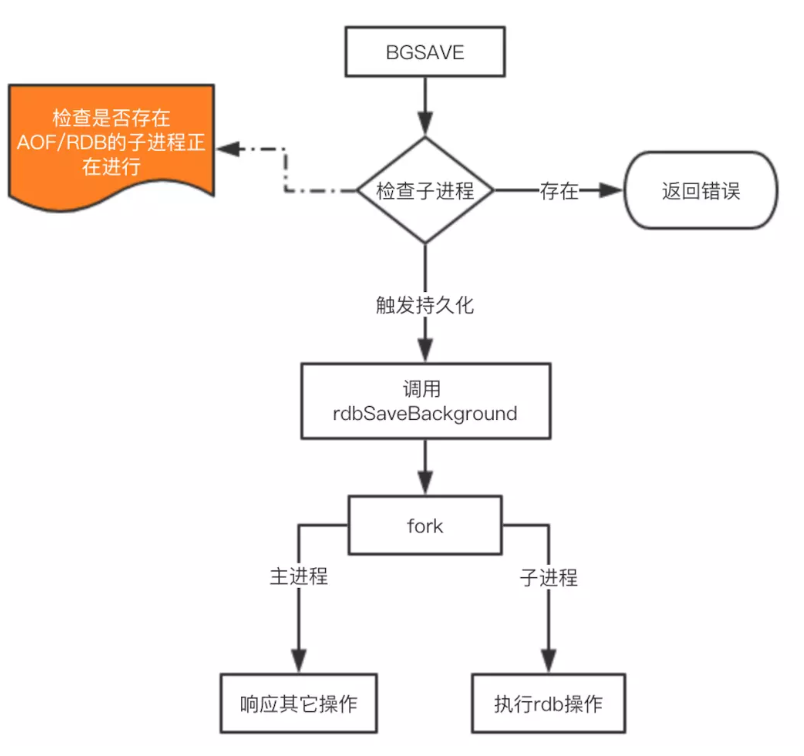 BGSAVE
检查是否存在
AOF/RDB的子进程正
在进行
检查子进程
存在
返回错误
触发持久化
调用
rdbSaveBackground
fork
主进程
子进程
响应其它操作
执行rdb操作